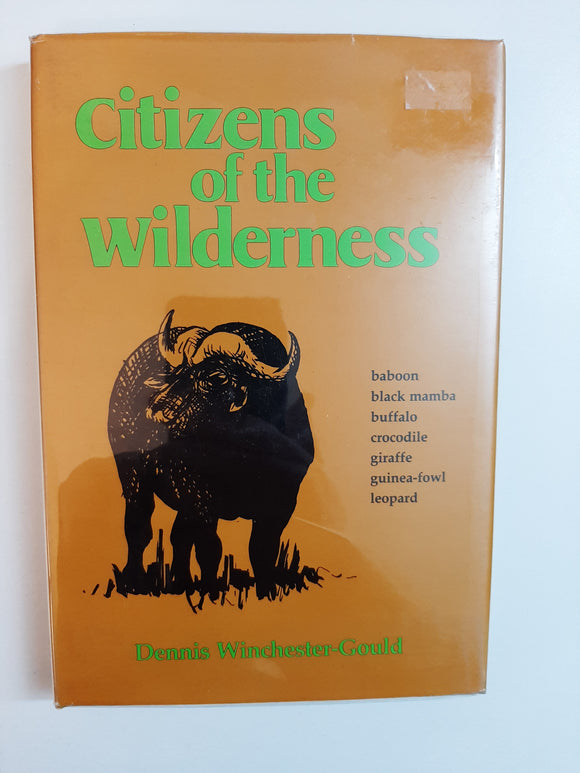 Citizens
of the
Wilderness
baboon
black mamba
buffalo
crocodile
giraffe
guinea-fowl
leopard
Dennis Winchester-Gould